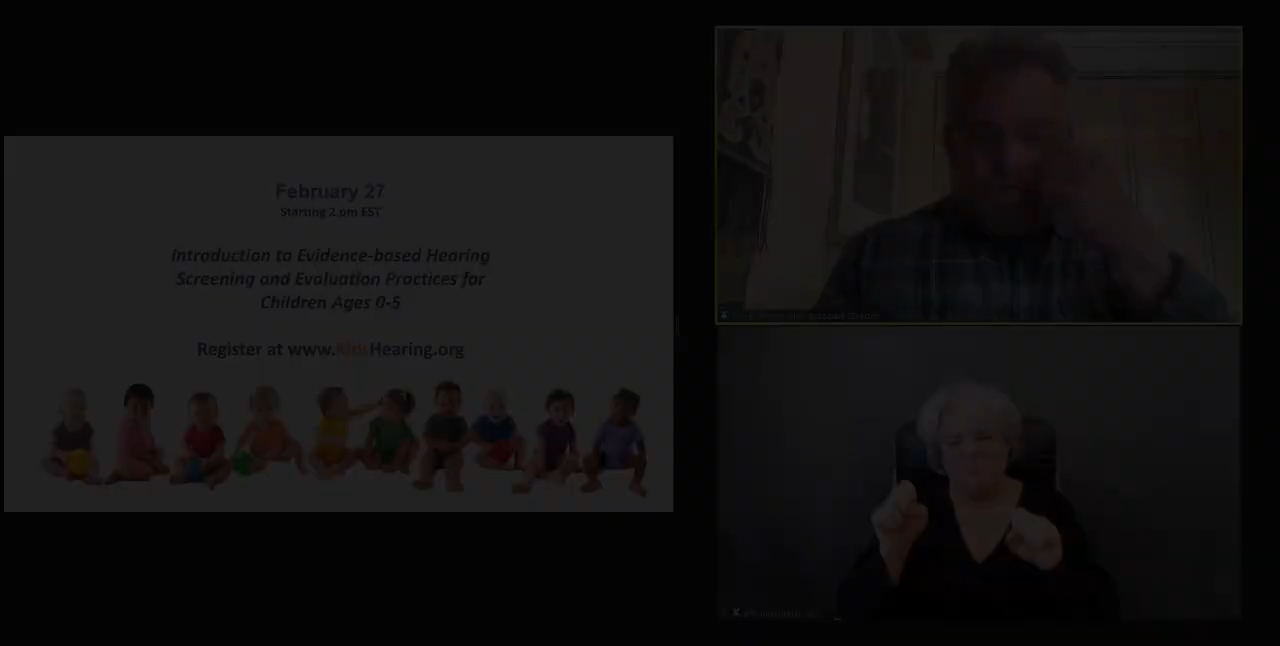 February 27
Starting 2 pm EST
Introduction to Evidence-based Hearing
Screening and Evaluation Practices for
Children Ages 0-5
Register at www.KidsHearing.org